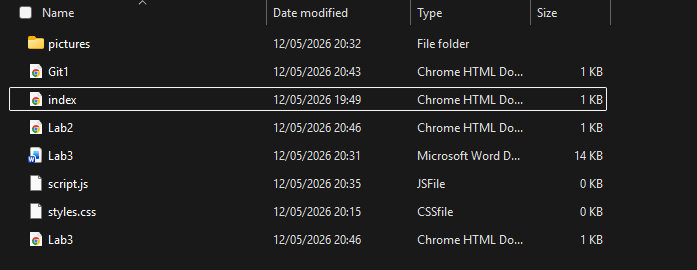 Name Date modified Type Size
pictures 12/05/2026 20:32 File folder
Git1 12/05/2026 20:43 Chrome HTML Do... 1 KB
index 12/05/2026 19:49 Chrome HTML Do... 1 KB
Lab2 12/05/2026 20:46 Chrome HTML Do... 1 KB
Lab3 12/05/2026 20:31 Microsoft Word D... 14 KB
script.js 12/05/2026 20:35 JSFile 0 KB
styles.css 12/05/2026 20:15 CSSfile 0 KB
Lab3 12/05/2026 20:46 Chrome HTML Do... 1 KB